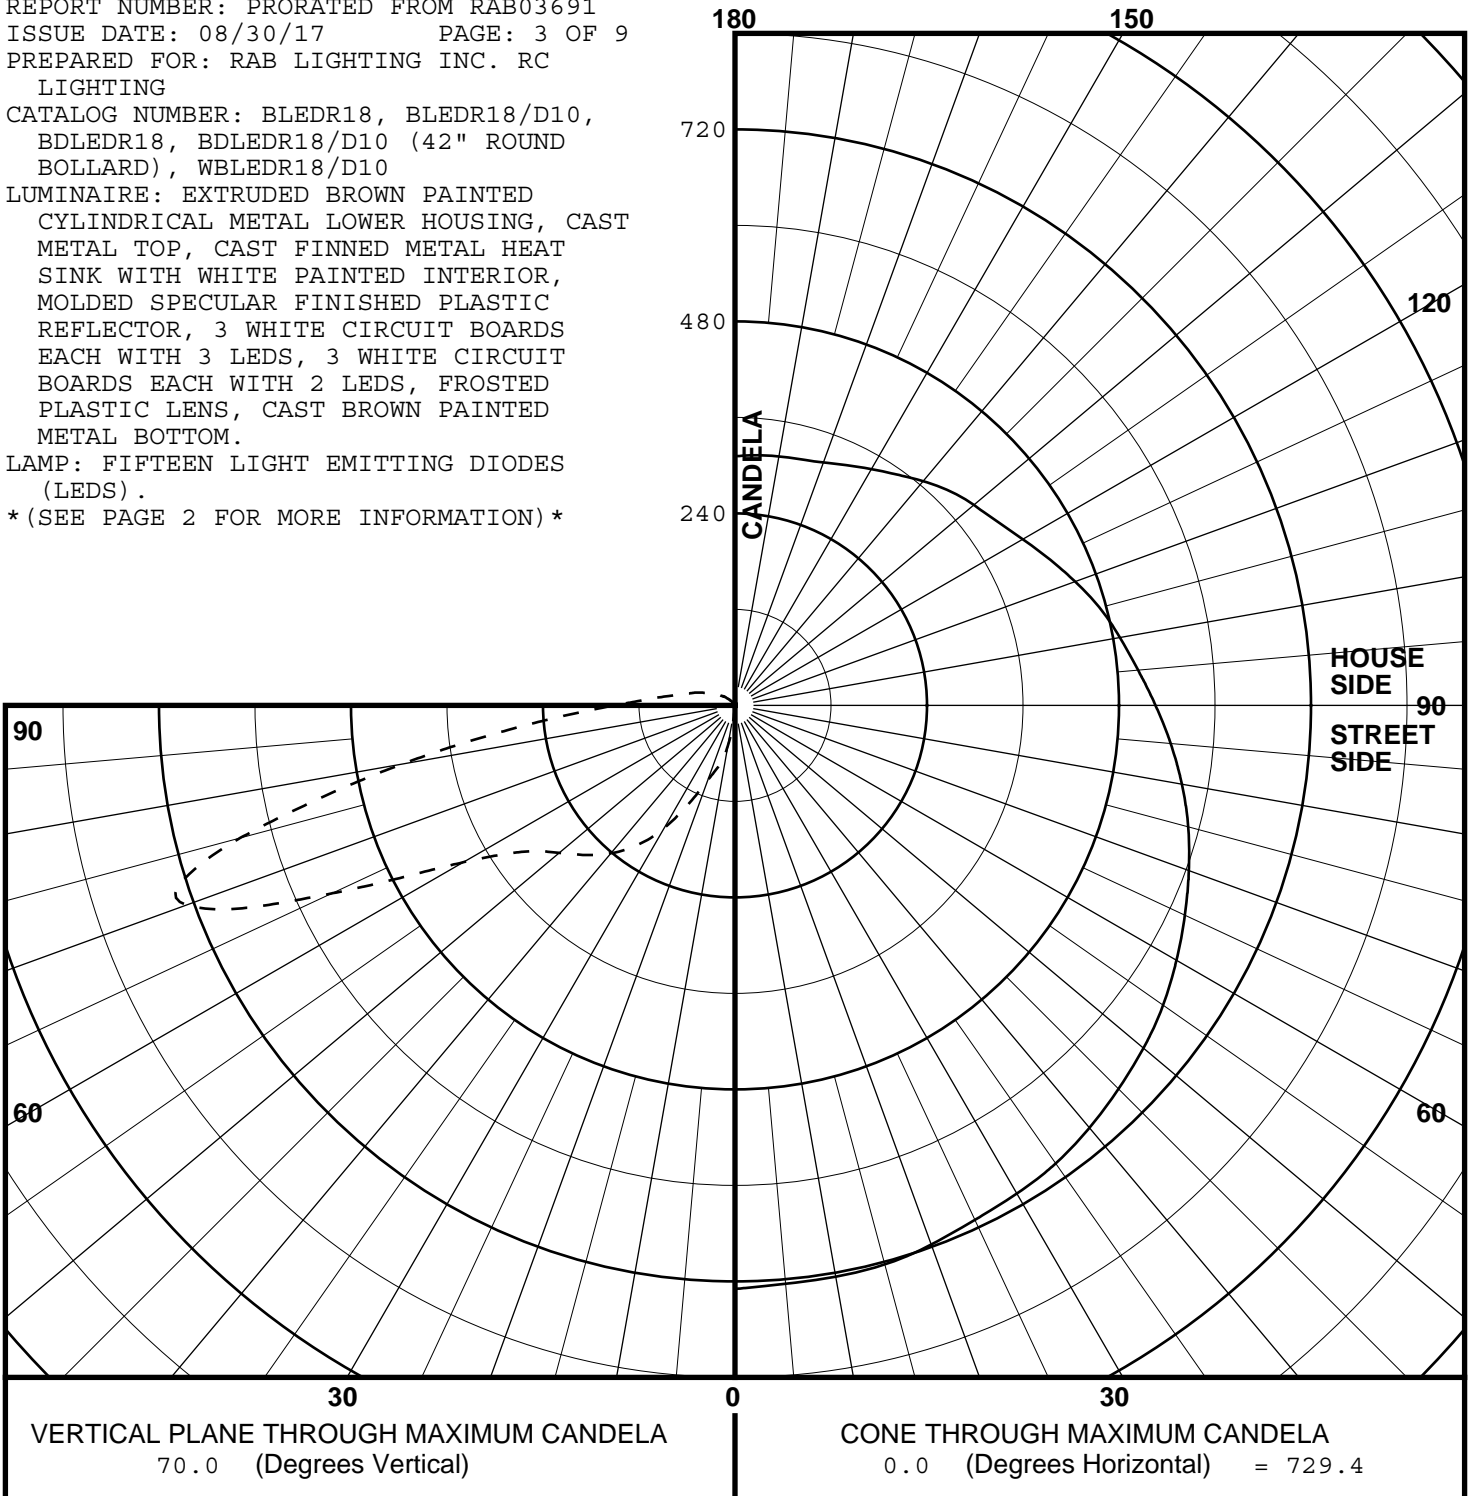 REPORT NUMBER: PRORATED FROM RAB03691
ISSUE DATE: 08/30/17 PAGE: 3 OF 9
PREPARED FOR: RAB LIGHTING INC. RC
LIGHTING
CATALOG NUMBER: BLEDR18, BLEDR18/D10,
BDLEDR18, BDLEDR18/D10 (42" ROUND
BOLLARD), WBLEDR18/D10
LUMINAIRE: EXTRUDED BROWN PAINTED
CYLINDRICAL METAL LOWER HOUSING, CAST
METAL TOP, CAST FINNED METAL HEAT
SINK WITH WHITE PAINTED INTERIOR,
MOLDED SPECULAR FINISHED PLASTIC
REFLECTOR, 3 WHITE CIRCUIT BOARDS
EACH WITH 3 LEDS, 3 WHITE CIRCUIT
BOARDS EACH WITH 2 LEDS, FROSTED
PLASTIC LENS, CAST BROWN PAINTED
METAL BOTTOM.
LAMP: FIFTEEN LIGHT EMITTING DIODES
(LEDS).
*(SEE PAGE 2 FOR MORE INFORMATION)*
180
150
720
120
480
CANDELA
240
HOUSE
SIDE
90
90
STREET
SIDE
60
60
30
0
30
VERTICAL PLANE THROUGH MAXIMUM CANDELA
70.0 (Degrees Vertical)
CONE THROUGH MAXIMUM CANDELA
0.0 (Degrees Horizontal) = 729.4